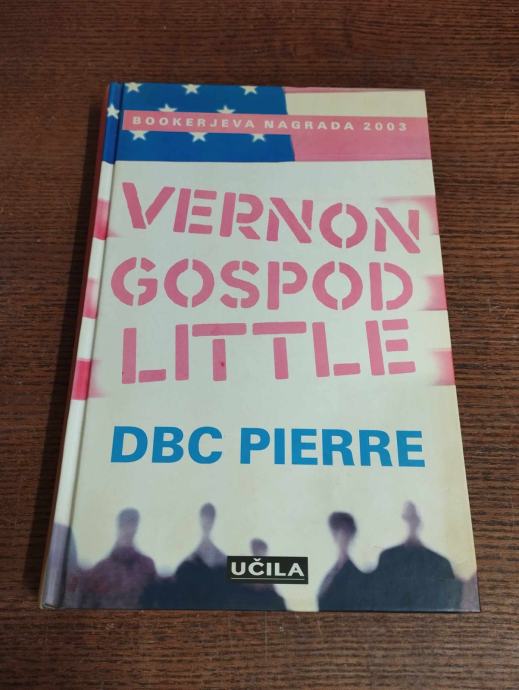 BOOKERJEVA NAGRADA 2003
VERNON
GOSPOD
LITTLE
DBC PIERRE
UČILA